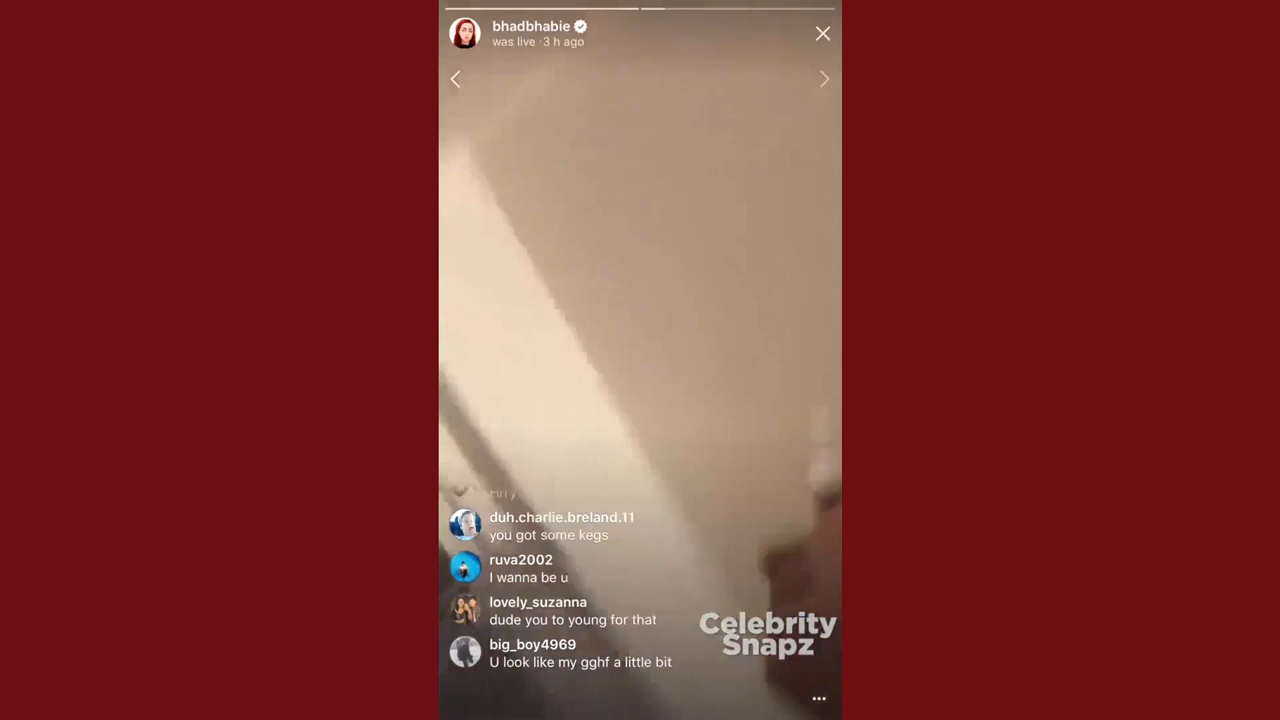 bhadbhabie
was live · 3 h ago
duh.charlie.breland.11
you got some kegs
ruva2002
I wanna be u
lovely_suzanna
dude you to young for that
big_boy4969
U look like my gghf a little bit
Celebrity
Snapz